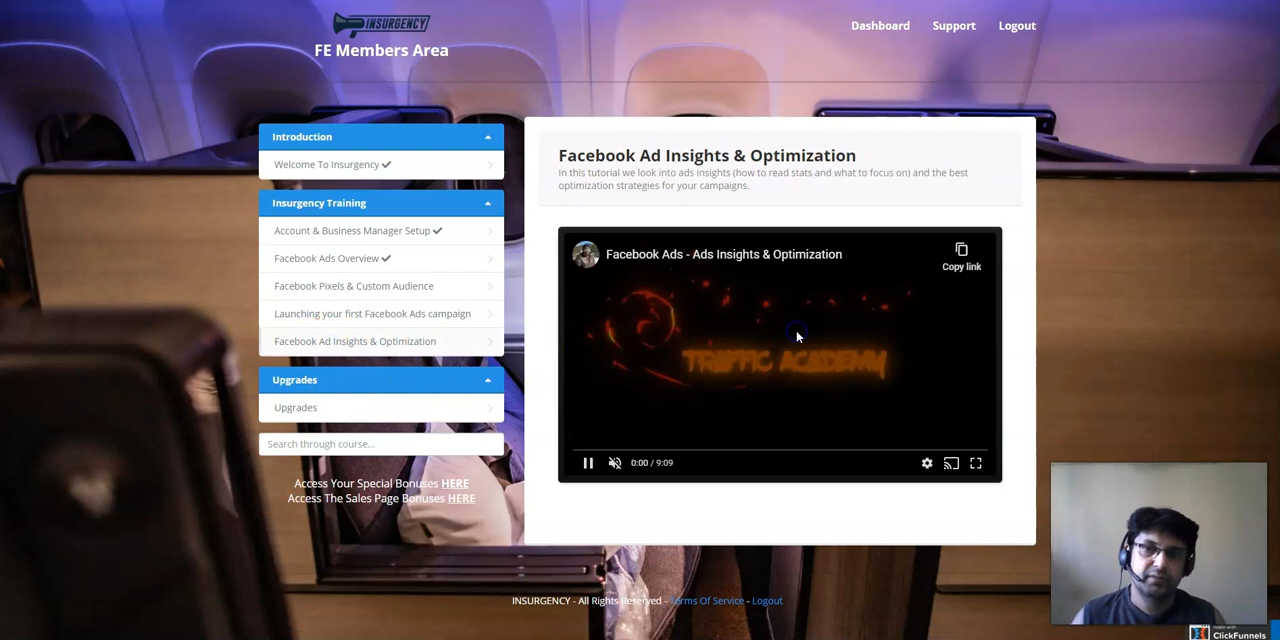 INSURGENCY
FE Members Area
Dashboard
Support
Logout
Introduction
Welcome To Insurgency
Insurgency Training
Account & Business Manager Setup
Facebook Ads Overview
Facebook Pixels & Custom Audience
Launching your first Facebook Ads campaign
Facebook Ad Insights & Optimization
Upgrades
Upgrades
Search through course...
Access Your Special Bonuses HERE
Access The Sales Page Bonuses HERE
Facebook Ad Insights & Optimization
In this tutorial we look into ads insights (how to read stats and what to focus on) and the best
optimization strategies for your campaigns.
Facebook Ads - Ads Insights & Optimization
Copy link
TRAFFIC ACADEMY
0:00 / 9:09
INSURGENCY - All Rights Reserved - Terms Of Service - Logout
made with
ClickFunnels